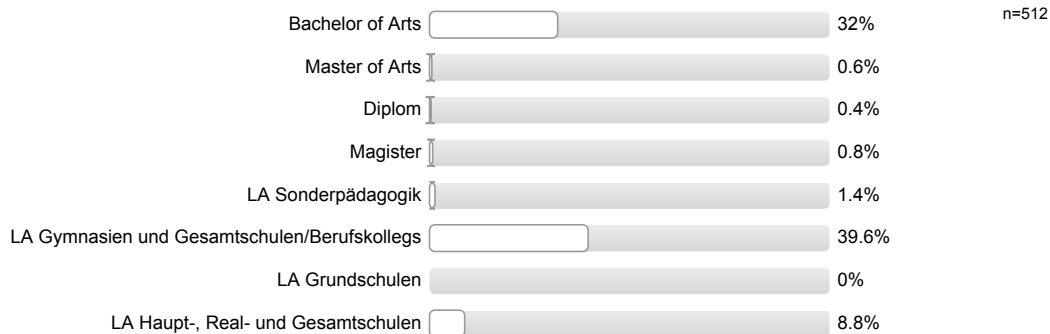 Bachelor of Arts 32% n=512
Master of Arts 0.6%
Diplom 0.4%
Magister 0.8%
LA Sonderpädagogik 1.4%
LA Gymnasien und Gesamtschulen/Berufskollegs 39.6%
LA Grundschulen 0%
LA Haupt-, Real- und Gesamtschulen 8.8%